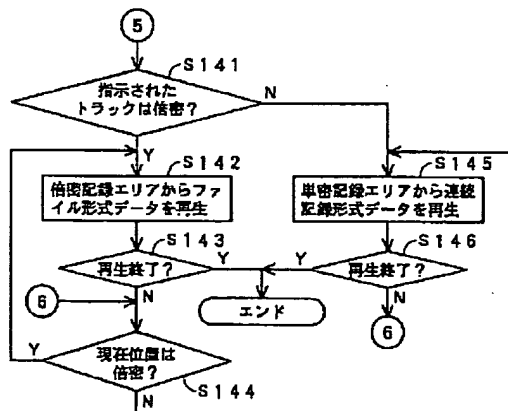 5
S141
指示された
トラックは倍密?
N
Y
S142
S145
倍密記録エリアからファ
イル形式データを再生
単密記録エリアから連続
記録形式データを再生
S143
S146
再生終了?
Y
Y
再生終了?
6
N
エンド
N
6
Y
現在位置は
倍密?
S144
N